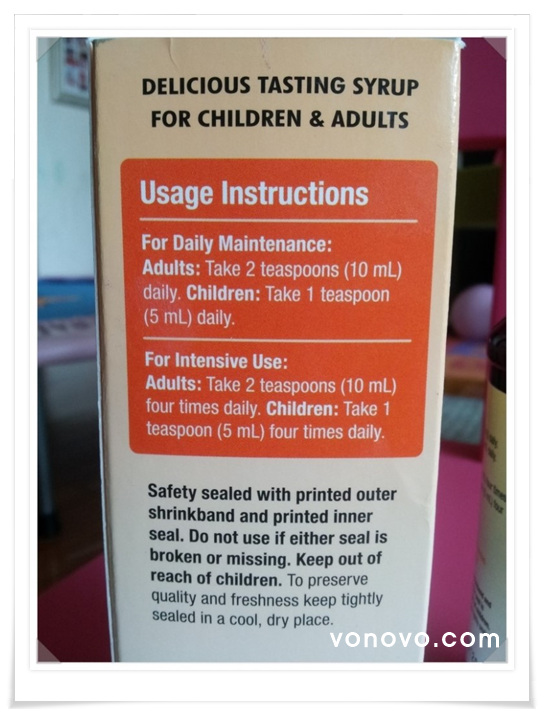 DELICIOUS TASTING SYRUP
FOR CHILDREN & ADULTS
Usage Instructions
For Daily Maintenance:
Adults: Take 2 teaspoons (10 mL)
daily. Children: Take 1 teaspoon
(5 mL) daily.
For Intensive Use:
Adults: Take 2 teaspoons (10 mL)
four times daily. Children: Take 1
teaspoon (5 mL) four times daily.
Safety sealed with printed outer
shrinkband and printed inner
seal. Do not use if either seal is
broken or missing. Keep out of
reach of children. To preserve
quality and freshness keep tightly
sealed in a cool, dry place.
vonovo.com